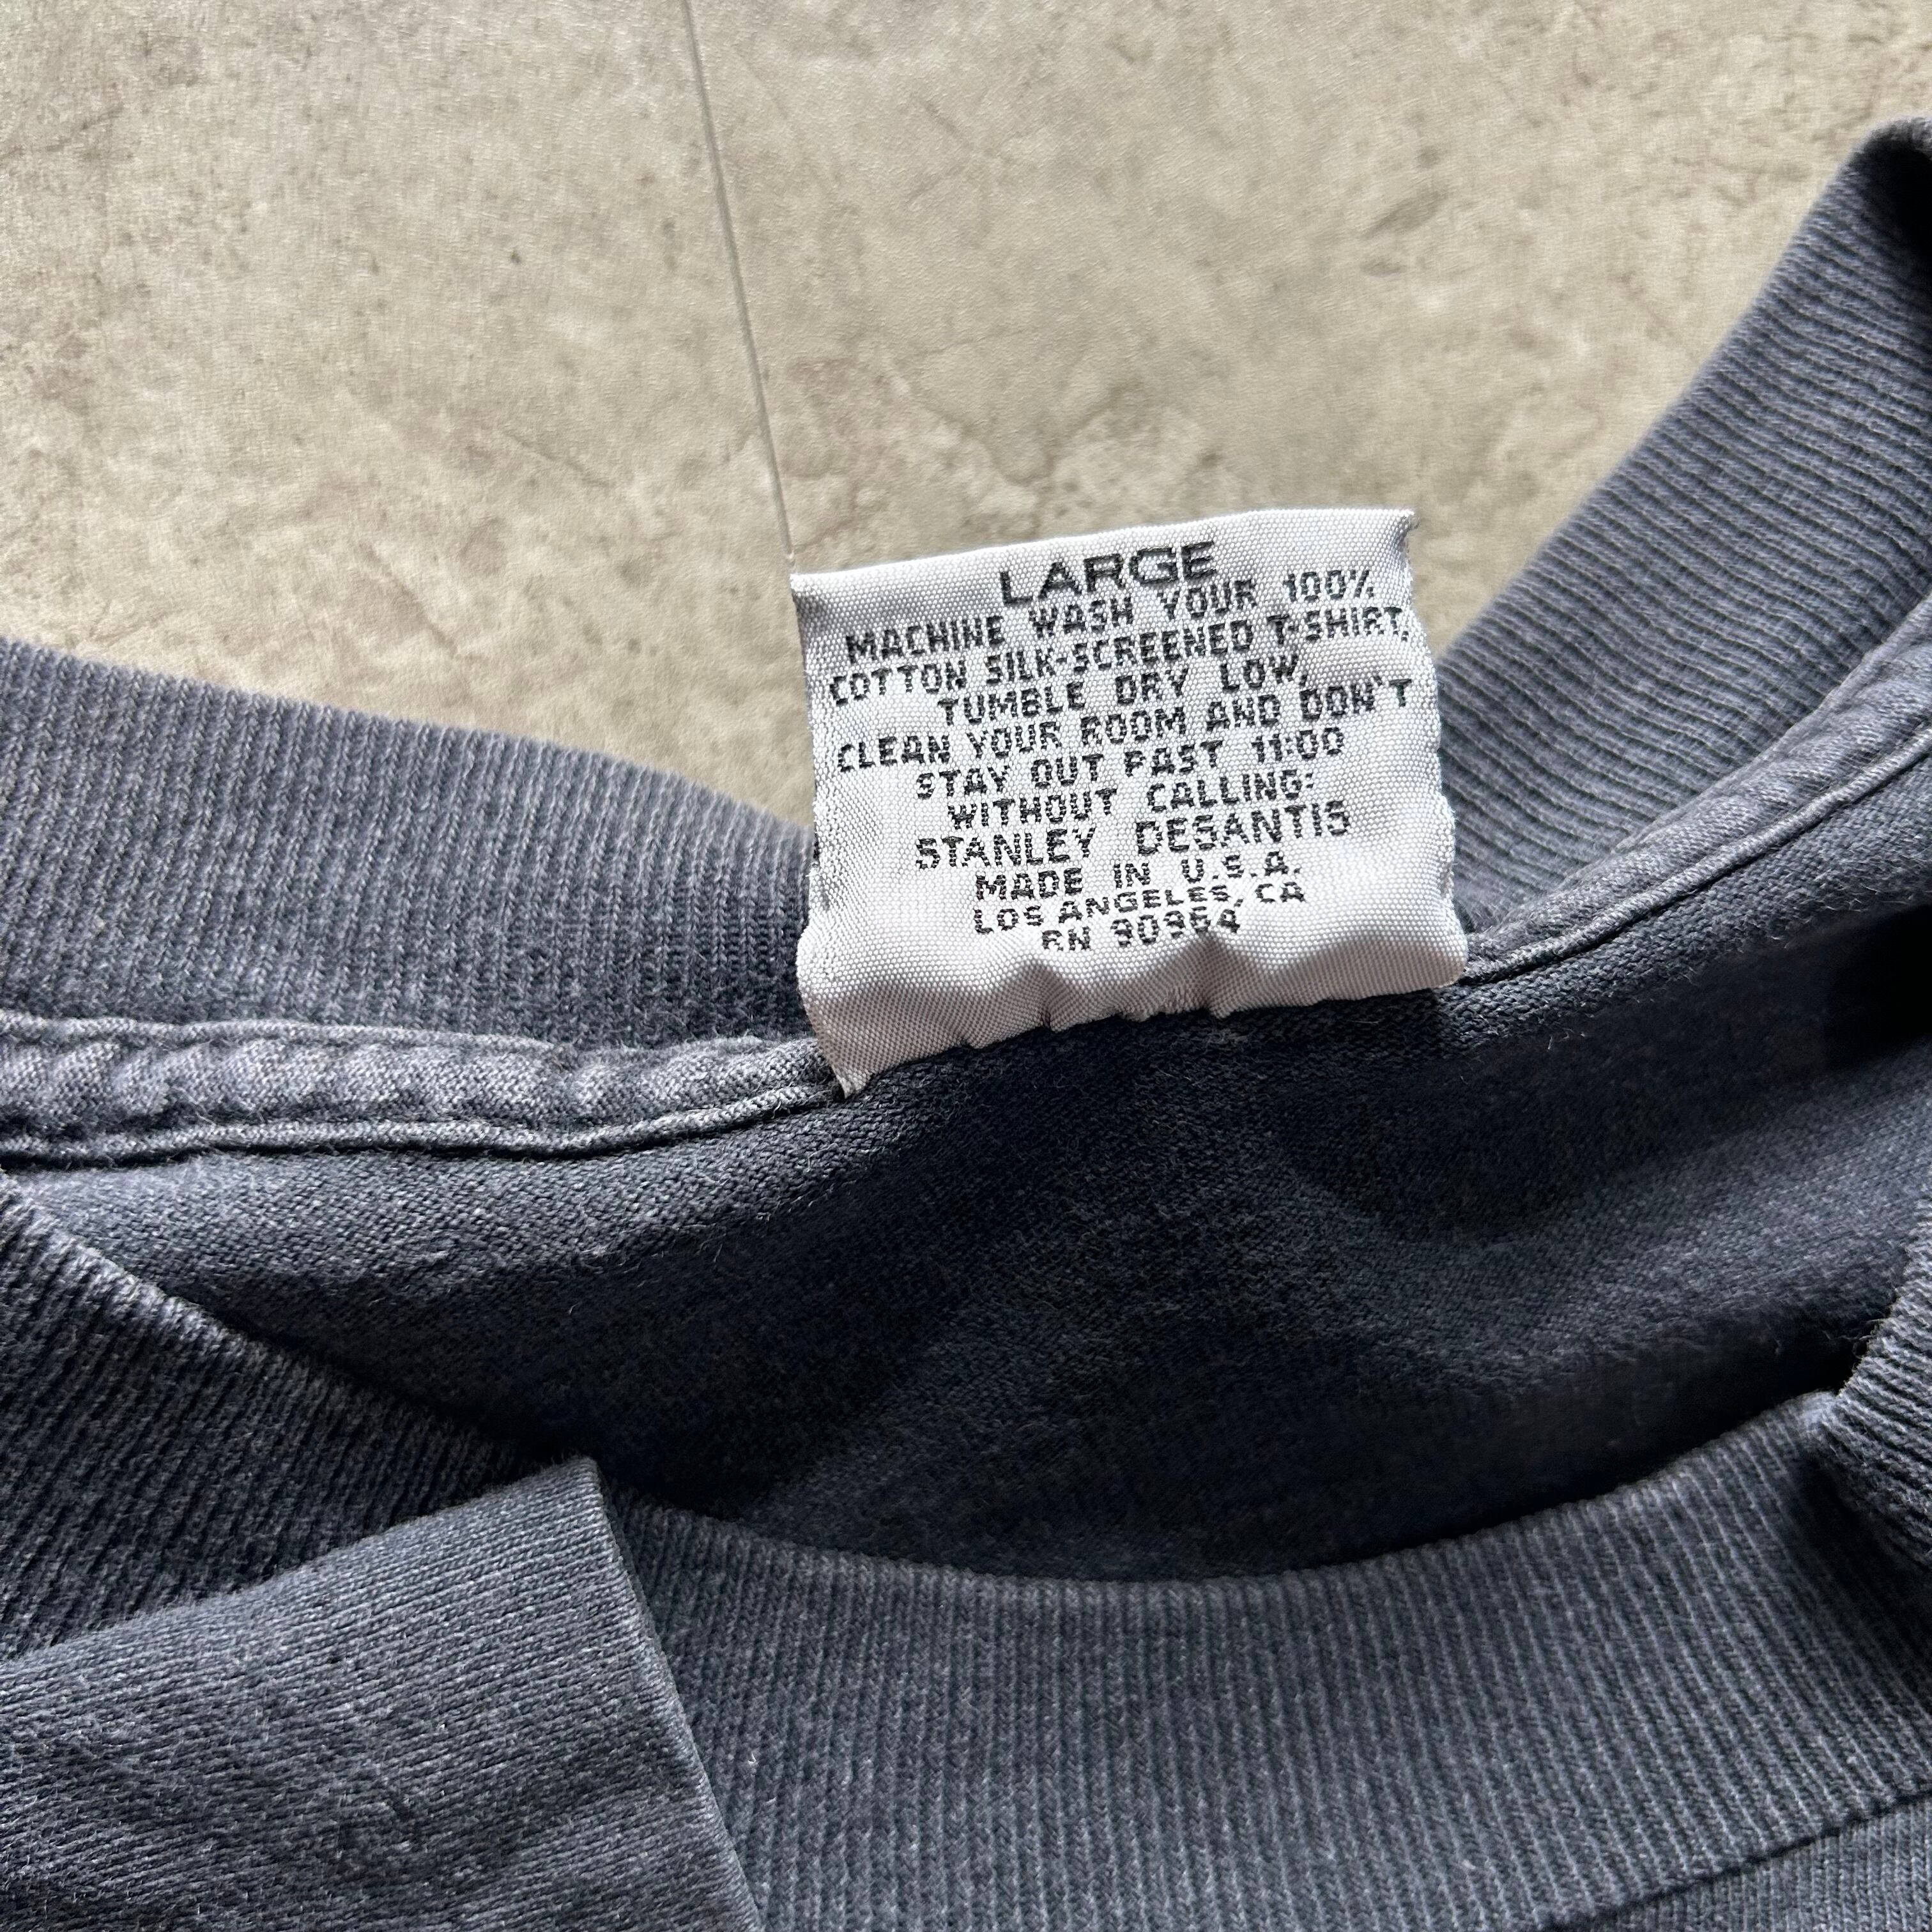 LARGE
MACHINE WASH YOUR 100%
COTTON SILK-SCREENED T-SHIRT,
TUMBLE DRY LOW,
CLEAN YOUR ROOM AND DON'T
STAY OUT PAST 11:00
WITHOUT CALLING:
STANLEY DESANTIS
MADE IN U.S.A.
LOS ANGELES, CA
RN 90964